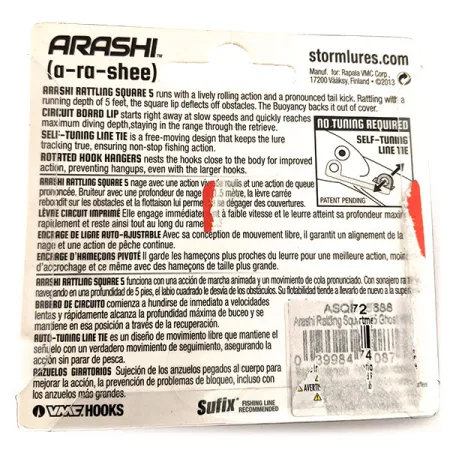 ARASHI™
(a-ra-shee)
stormlures.com
Manuf. for: Rapala VMC Corp.,
17200 Vääksy, Finland · ©2013
ARASHI RATTLING SQUARE 5 runs with a lively rolling action and a pronounced tail kick. Rattling with a
running depth of 5 feet, the square lip deflects off obstacles. The Buoyancy backs it out of cover.
CIRCUIT BOARD LIP starts right away at slow speeds and quickly reaches
maximum diving depth,staying in the range through the retrieve.
SELF-TUNING LINE TIE is a free-moving design that keeps the lure
tracking true, ensuring non-stop fishing action.
ROTATED HOOK HANGERS nests hooks close to the body for improved
action, preventing hangups, even with the larger hooks.
NO TUNING REQUIRED
SELF-TUNING
LINE TIE
PATENT PENDING
ARASHI RATTLING SQUARE 5 nage avec une action de roulis et une action de queue
prononcée. Bruiteur avec une profondeur de nage 1.5 mètre, la lèvre carrée
rebondit sur les obstacles et la flottaison lui se dégager des couvertures.
LÈVRE CIRCUIT IMPRIMÉ Elle engage à faible vitesse et le leurre atteint sa profondeur
rapidement et reste ainsi tout au long du
ENCRAGE DE LIGNE AUTO-AJUSTABLE Avec sa conception de mouvement libre, il garantit un alignement de la
nage et une action de pêche continue.
ENCRAGE D'HAMEÇONS PIVOTÉ Il garde les hameçons plus proches du leurre pour une meilleure action, moins
d'accrochage et ce même avec des hameçons de taille plus grande.
ARASHI RATTLING SQUARE 5 funciona con una acción de marcha animada y un movimiento de cola pronunciado. Con sonajero
navegando en una profundidad de 5 pies, el labio cuadrado le desvía de los obstáculos. Su flotabilidad tiende a llevarlo de nuevo a la
BABERO DE CIRCUITO comienza a hundirse de inmediato a velocidades
lentas y rápidamente alcanza la profundidad máxima de buceo y se
mantiene en esa posición a través de la recuperación.
AUTO-TUNING LINE TIE es un diseño de movimiento libre que mantiene el
señuelo con un verdadero movimiento de seguimiento, asegurando la
acción sin parar de pesca.
RAZUELOS GIRATORIOS Sujeción de los anzuelos pegados al cuerpo para
mejorar la acción, la prevención de problemas de bloqueo, incluso con
los anzuelos más grandes.
Arashi Rattling
72
4
0 39984 087
VMC HOOKS
Sufix
FISHING LINE
RECOMMENDED